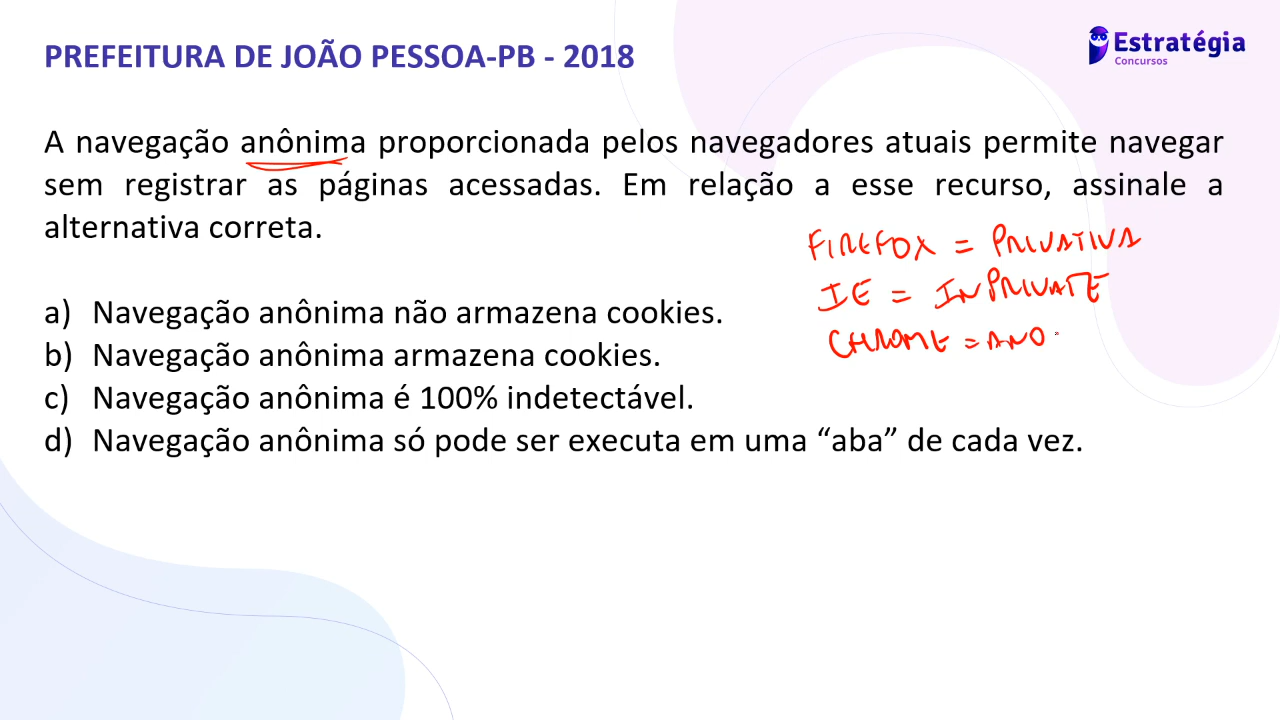 PREFEITURA DE JOÃO PESSOA-PB - 2018
Estratégia
Concursos
A navegação anônima proporcionada pelos navegadores atuais permite navegar
sem registrar as páginas acessadas. Em relação a esse recurso, assinale a
alternativa correta.
FIREFOX = PRIVATIVA
IE = INPRIVATE
CHROME = ANO
a) Navegação anônima não armazena cookies.
b) Navegação anônima armazena cookies.
c) Navegação anônima é 100% indetectável.
d) Navegação anônima só pode ser executa em uma “aba” de cada vez.